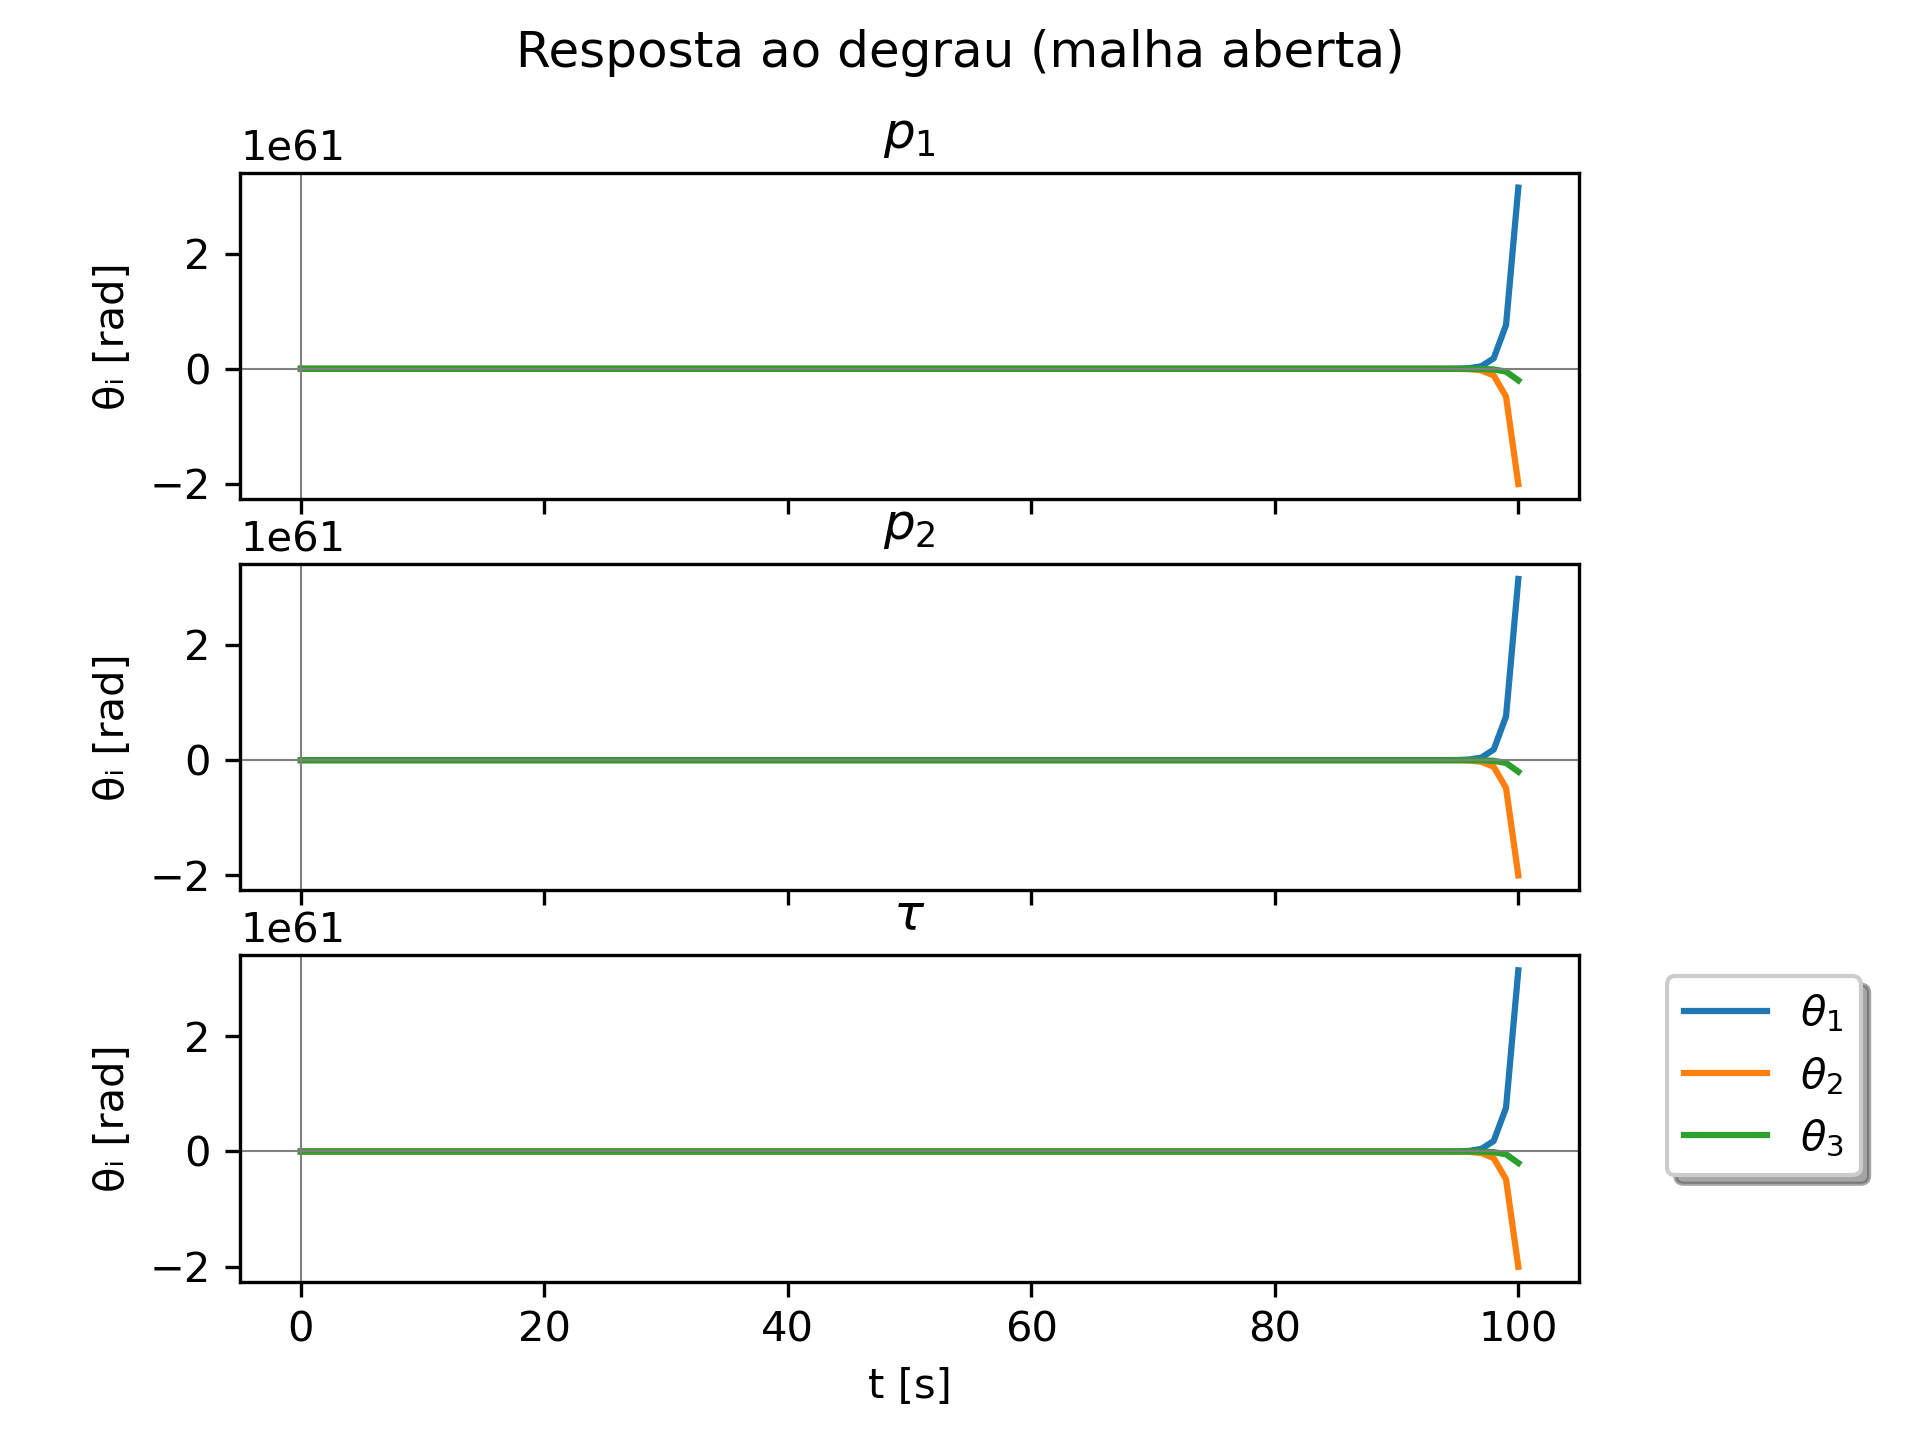 Resposta ao degrau (malha aberta)
p₁
1e61
θᵢ [rad]
2
0
−2
p₂
1e61
θᵢ [rad]
2
0
−2
τ
1e61
θᵢ [rad]
2
0
−2
0 20 40 60 80 100
t [s]
θ₁
θ₂
θ₃